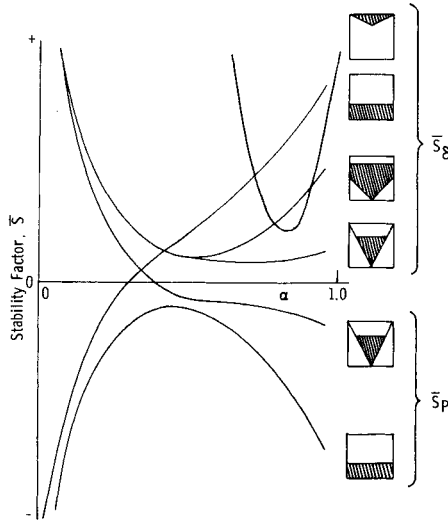 +
Stability Factor, S̄
0
0
α
1.0
-
S̄δ
S̄P